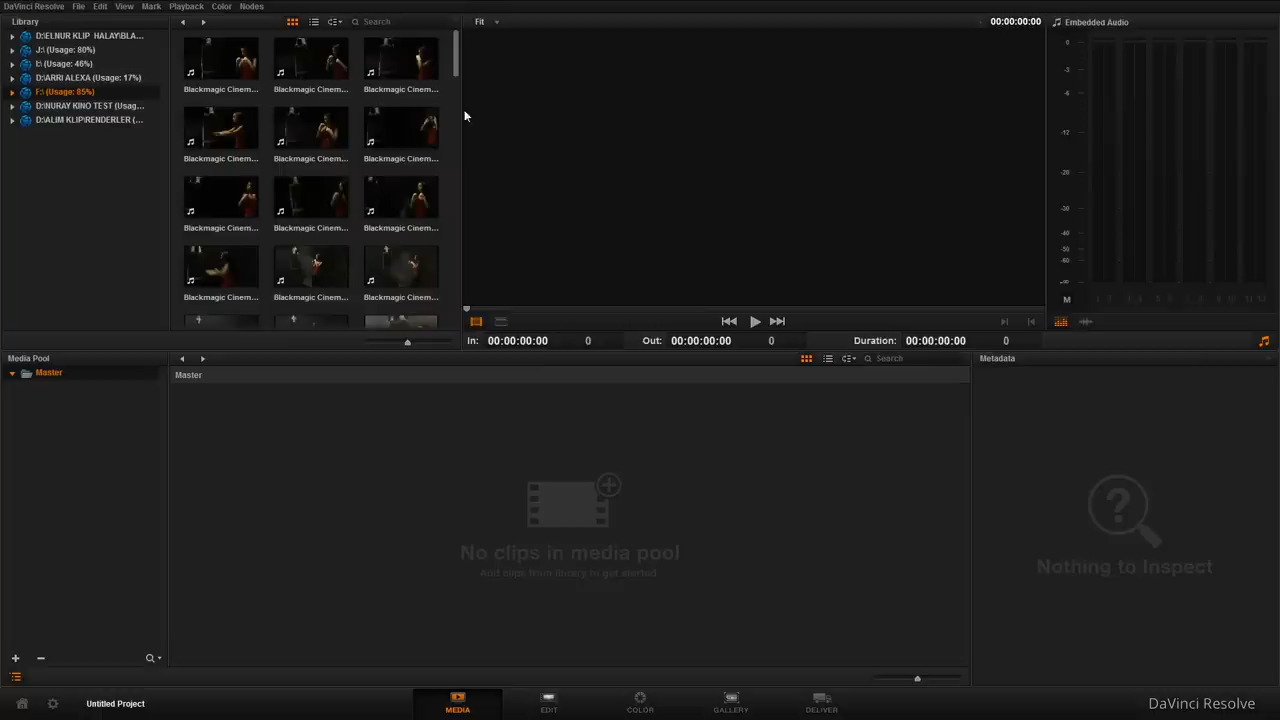 DaVinci Resolve File Edit View Mark Playback Color Nodes
Library
Search
Fit
00:00:00:00
Embedded Audio
D:\ELNUR KLIP HALAY\BLA...
J:\ (Usage: 80%)
I:\ (Usage: 46%)
D:\ARRI ALEXA (Usage: 17%)
F:\ (Usage: 85%)
D:\NURAY KINO TEST (Usag...
D:\ALIM KLIP\RENDERLER (...
Blackmagic Cinem... Blackmagic Cinem... Blackmagic Cinem...
Blackmagic Cinem... Blackmagic Cinem... Blackmagic Cinem...
Blackmagic Cinem... Blackmagic Cinem... Blackmagic Cinem...
Blackmagic Cinem... Blackmagic Cinem... Blackmagic Cinem...
0
-3
-6
-12
-20
-30
-40
-50
-60
M
In: 00:00:00:00 0 Out: 00:00:00:00 0 Duration: 00:00:00:00 0
Media Pool
Search
Metadata
Master
Master
No clips in media pool
Add clips from library to get started
Nothing to Inspect
Untitled Project
MEDIA EDIT COLOR GALLERY DELIVER
DaVinci Resolve